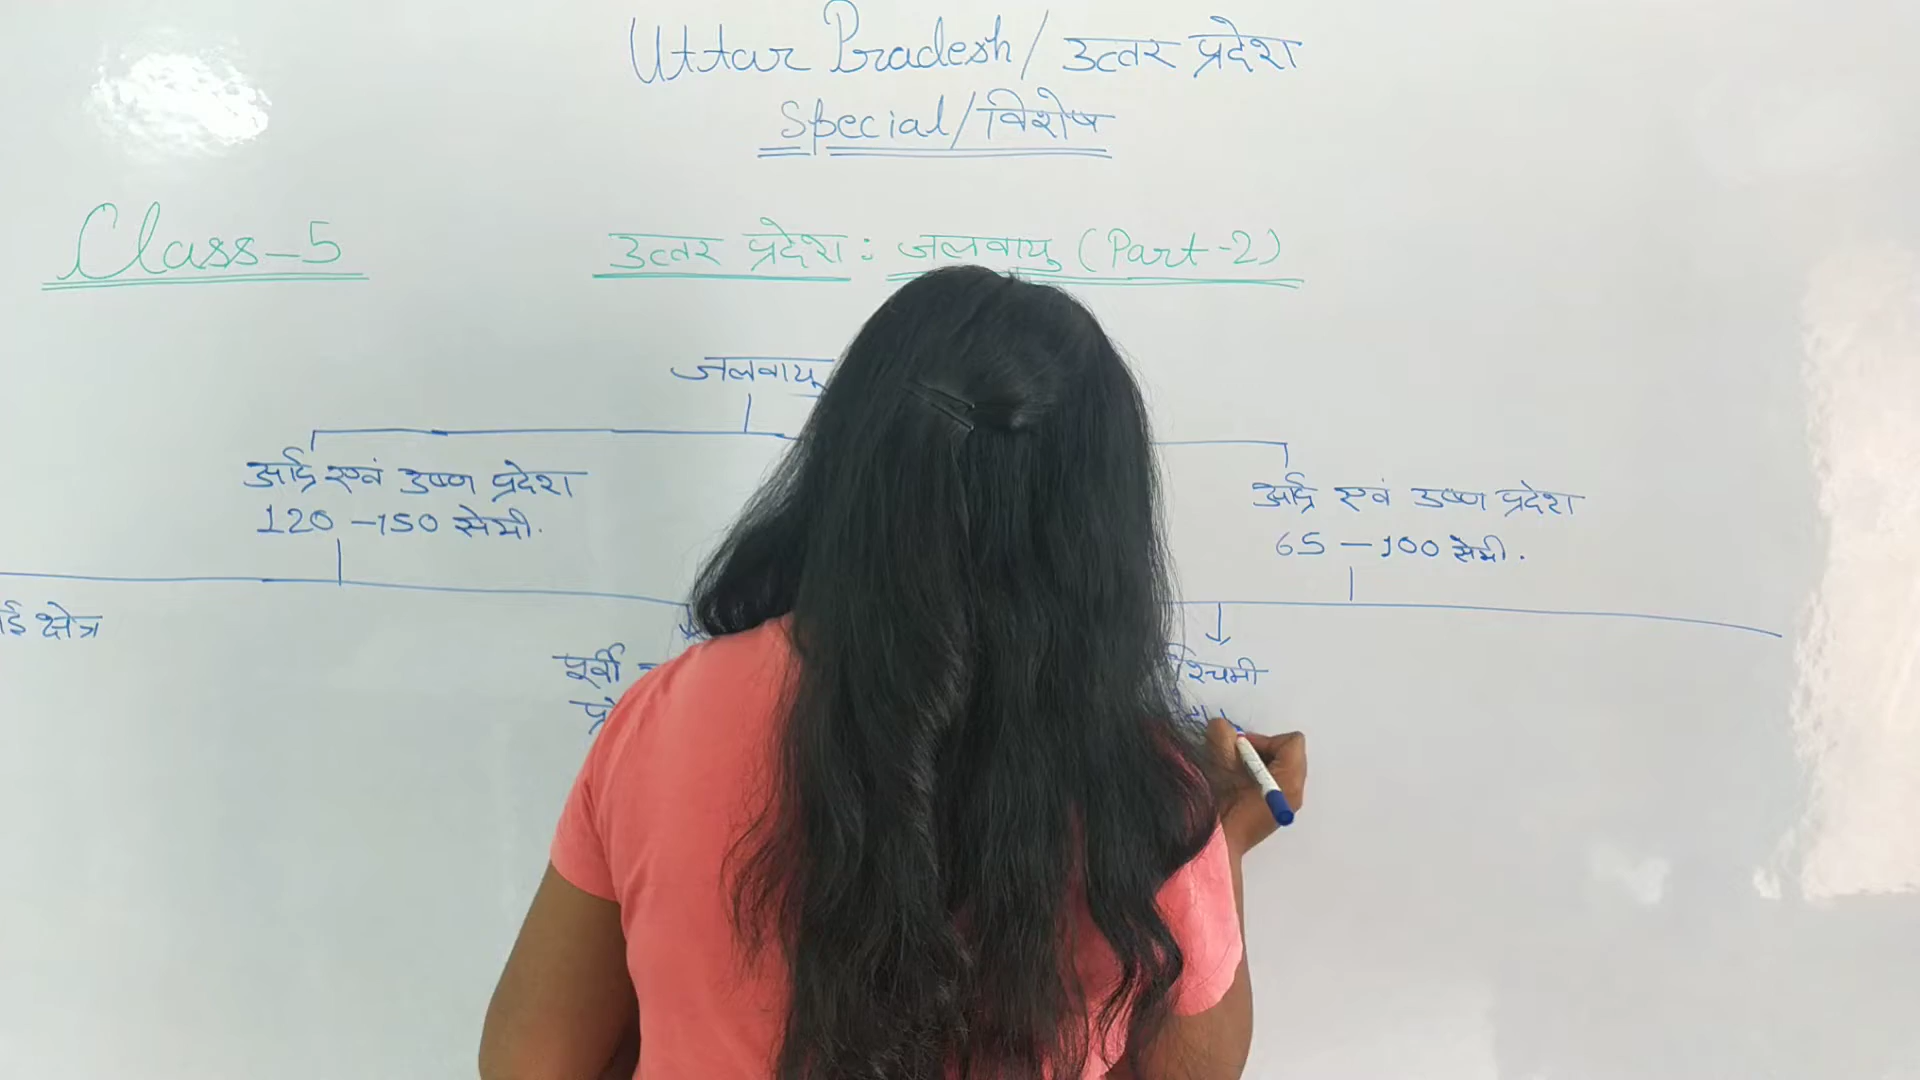 Uttar Pradesh / उत्तर प्रदेश
Special / विशेष
Class-5
उत्तर प्रदेश : जलवायु (Part-2)
जलवायु
आर्द्र एवं उष्ण प्रदेश
120 – 150 सेमी.
आर्द्र एवं उष्ण प्रदेश
65 – 100 सेमी.
क्षेत्र
पूर्वी